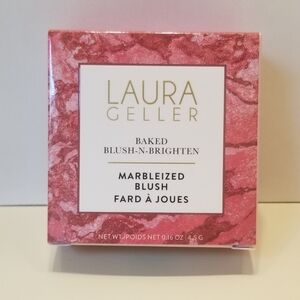 LAURA
GELLER
BAKED
BLUSH-N-BRIGHTEN
MARBLEIZED
BLUSH
FARD À JOUES
NET WT./POIDS NET 0.16 OZ / 4.5 G